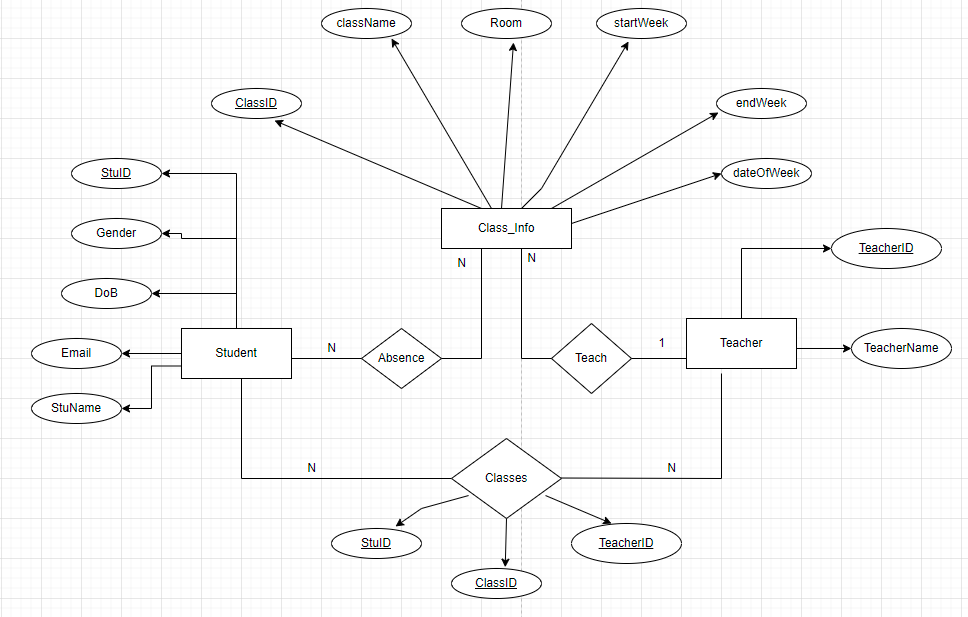 className
Room
startWeek
ClassID
endWeek
StuID
dateOfWeek
Gender
Class_Info
TeacherID
N
N
DoB
Email
Student
N
Absence
Teach
1
Teacher
TeacherName
StuName
N
Classes
N
StuID
TeacherID
ClassID